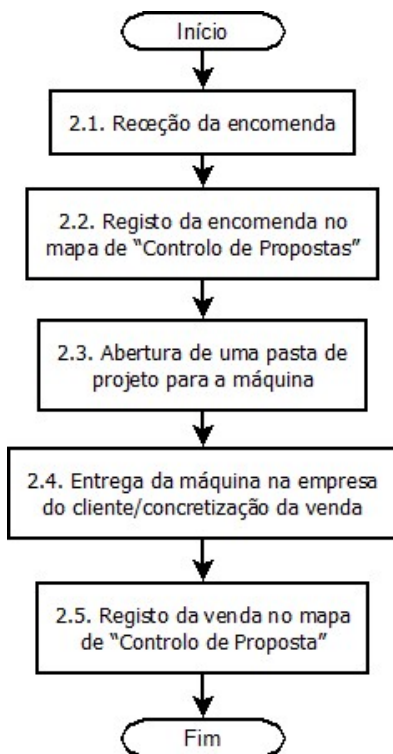 Início
2.1. Receção da encomenda
2.2. Registo da encomenda no
mapa de “Controlo de Propostas”
2.3. Abertura de uma pasta de
projeto para a máquina
2.4. Entrega da máquina na empresa
do cliente/concretização da venda
2.5. Registo da venda no mapa
de “Controlo de Proposta”
Fim